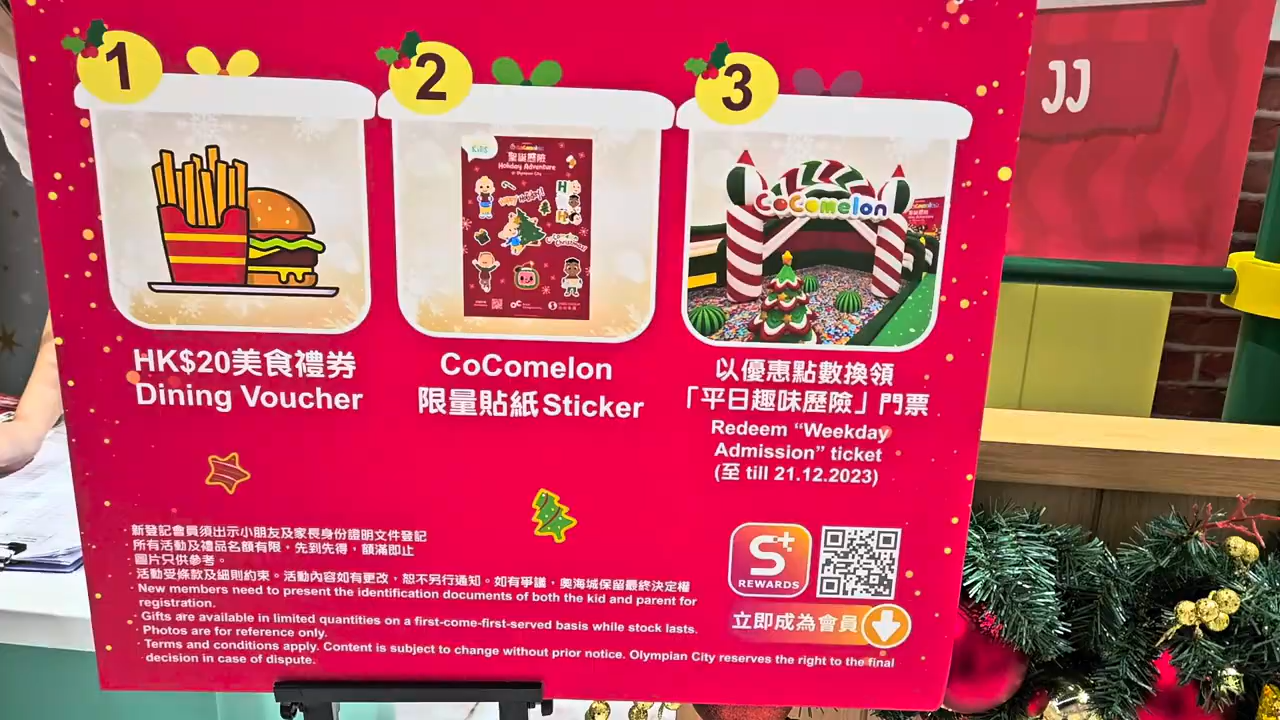 1
2
3
JJ
Kids
CoComelon
聖誕歷險
Holiday Adventure
@ Olympian City
CoComelon
HK$20美食禮券
Dining Voucher
CoComelon
限量貼紙Sticker
以優惠點數換領
「平日趣味歷險」門票
Redeem “Weekday
Admission” ticket
(至 till 21.12.2023)
· 新登記會員須出示小朋友及家長身份證明文件登記
· 所有活動及禮品名額有限，先到先得，額滿即止
· 圖片只供參考。
· 活動受條款及細則約束。活動內容如有更改，恕不另行通知。如有爭議，奧海城保留最終決定權
· New members need to present the identification documents of both the kid and parent for
registration.
· Gifts are available in limited quantities on a first-come-first-served basis while stock lasts.
· Photos are for reference only.
· Terms and conditions apply. Content is subject to change without prior notice. Olympian City reserves the right to the final
decision in case of dispute.
S+
REWARDS
立即成為會員